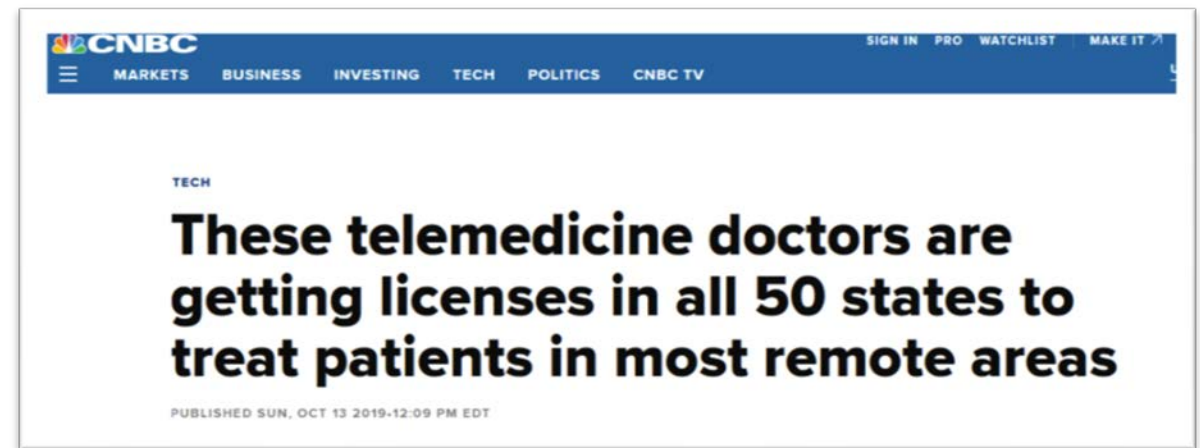 CNBC
SIGN IN PRO WATCHLIST MAKE IT
MARKETS BUSINESS INVESTING TECH POLITICS CNBC TV
TECH
These telemedicine doctors are
getting licenses in all 50 states to
treat patients in most remote areas
PUBLISHED SUN, OCT 13 2019•12:09 PM EDT